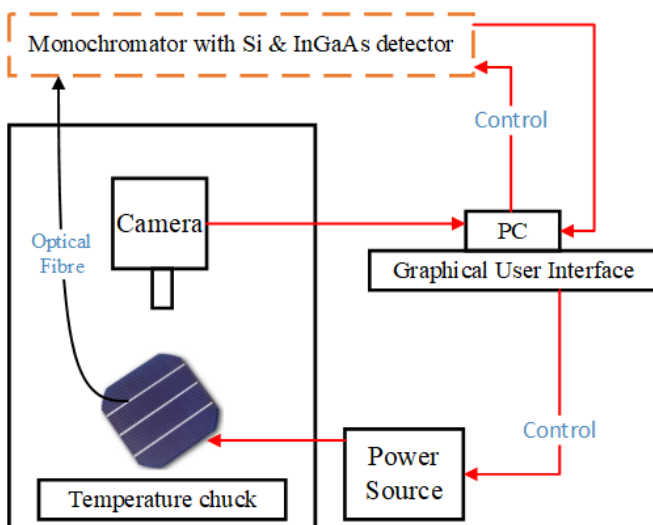 Monochromator with Si & InGaAs detector
Control
Camera
Optical
Fibre
PC
Graphical User Interface
Control
Power
Source
Temperature chuck